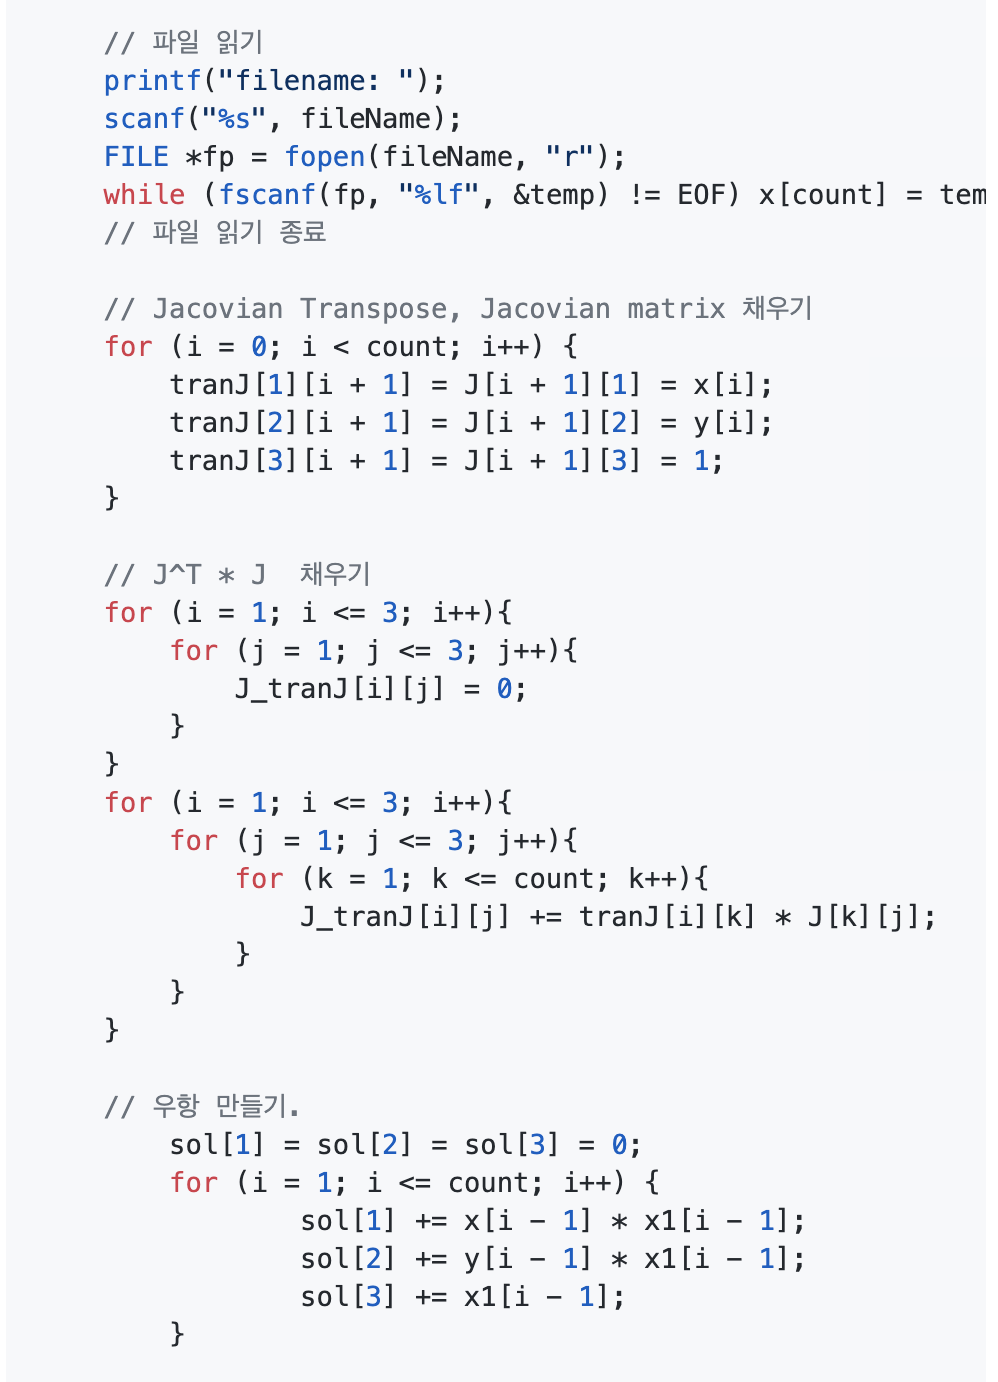 // 파일 읽기
printf("filename: ");
scanf("%s", fileName);
FILE *fp = fopen(fileName, "r");
while (fscanf(fp, "%lf", &temp) != EOF) x[count] = tem
// 파일 읽기 종료
// Jacovian Transpose, Jacovian matrix 채우기
for (i = 0; i < count; i++) {
tranJ[1][i + 1] = J[i + 1][1] = x[i];
tranJ[2][i + 1] = J[i + 1][2] = y[i];
tranJ[3][i + 1] = J[i + 1][3] = 1;
}
// J^T * J  채우기
for (i = 1; i <= 3; i++){
for (j = 1; j <= 3; j++){
J_tranJ[i][j] = 0;
}
}
for (i = 1; i <= 3; i++){
for (j = 1; j <= 3; j++){
for (k = 1; k <= count; k++){
J_tranJ[i][j] += tranJ[i][k] * J[k][j];
}
}
}
// 우항 만들기.
sol[1] = sol[2] = sol[3] = 0;
for (i = 1; i <= count; i++) {
sol[1] += x[i - 1] * x1[i - 1];
sol[2] += y[i - 1] * x1[i - 1];
sol[3] += x1[i - 1];
}